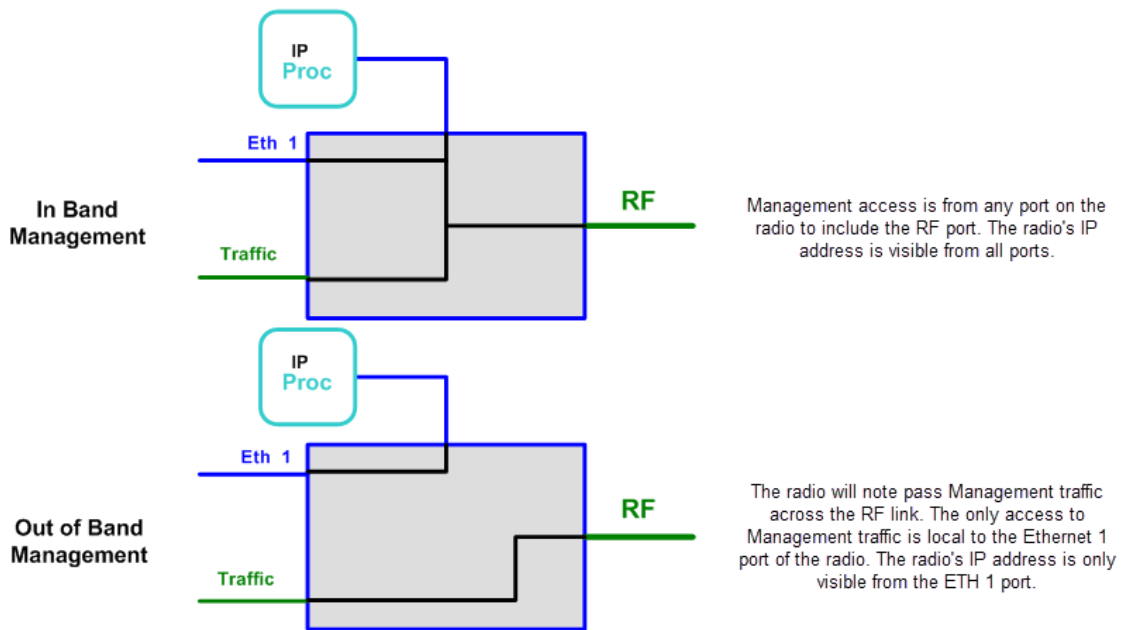 IP
Proc
Eth 1
In Band
Management
RF
Traffic
Management access is from any port on the
radio to include the RF port. The radio's IP
address is visible from all ports.
IP
Proc
Eth 1
Out of Band
Management
RF
Traffic
The radio will note pass Management traffic
across the RF link. The only access to
Management traffic is local to the Ethernet 1
port of the radio. The radio's IP address is only
visible from the ETH 1 port.